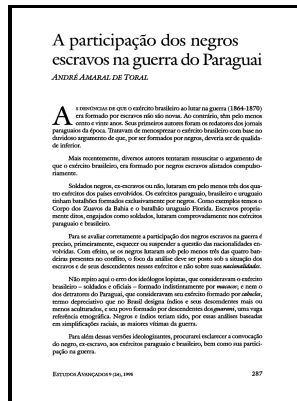 A participação dos negros
escravos na guerra do Paraguai
ANDRÉ AMARAL DE TORAL
AS DENÚNCIAS DE QUE o exército brasileiro ao lutar na guerra (1864-1870)
era formado por escravos não são novas. Ao contrário, têm pelo menos
cento e vinte anos. Seus primeiros autores foram os redatores dos jornais
paraguaios da época. Tratavam de menosprezar o exército brasileiro com base no
duvidoso argumento de que, por ser formados por negros, deveria ser de qualida-
de inferior.
Mais recentemente, diversos autores tentaram ressuscitar o argumento de
que o exército brasileiro, era formado por negros escravos alistados compulso-
riamente.
Soldados negros, ex-escravos ou não, lutaram em pelo menos três dos qua-
tro exércitos dos países envolvidos. Os exércitos paraguaio, brasileiro e uruguaio
tinham batalhões formados exclusivamente por negros. Como exemplos temos o
Corpo dos Zuavos da Bahia e o batalhão uruguaio Florida. Escravos propria-
mente ditos, engajados como soldados, lutaram comprovadamente nos exércitos
paraguaio e brasileiro.
Para se avaliar corretamente a participação dos negros escravos na guerra é
preciso, primeiramente, esquecer ou suspender a questão das nacionalidades en-
volvidas. Com efeito, se os negros lutaram sob pelo menos três das quatro ban-
deiras presentes no conflito, o foco da análise deve ser posto sob a situação dos
escravos e de seus descendentes nesses exércitos e não sobre suas nacionalidades.
Não repito aqui o erro dos ideólogos lopiztas, que consideravam o exército
brasileiro – soldados e oficiais – formado indistintamente por macacos; e nem o
dos detratores do Paraguai, que consideravam seu exército formado por caboclos,
termo depreciativo que no Brasil designa índios e seus descendentes mais ou
menos aculturados, e seu povo formado por descendentes dos guarani, uma vaga
referência etnográfica. Negros e índios teriam sido, por essas análises baseadas
em simplificações raciais, as maiores vítimas da guerra.
Para além dessas versões ideologizantes, procurarei esclarecer a convocação
do negro, ex-escravo, aos exércitos paraguaio e brasileiro, bem como sua partici-
pação na guerra.
ESTUDOS AVANÇADOS 9 (24), 1995 287